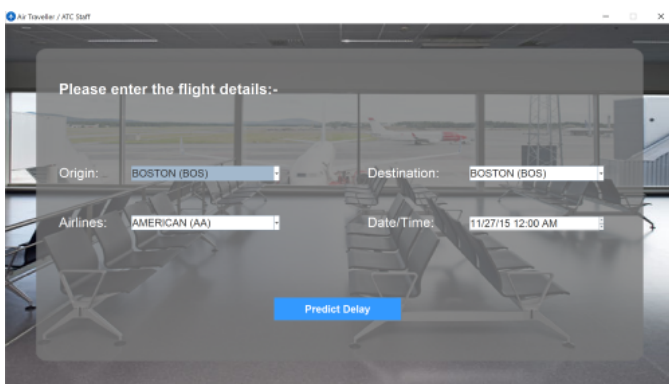 Air Traveller / ATC Staff
Please enter the flight details:-
Origin: BOSTON (BOS) Destination: BOSTON (BOS)
Airlines: AMERICAN (AA) Date/Time: 11/27/15 12:00 AM
Predict Delay